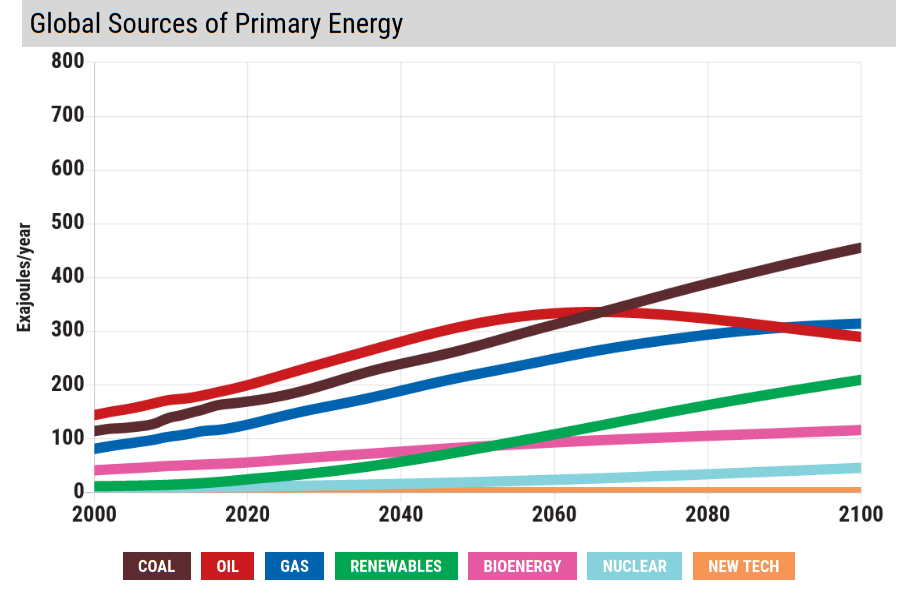 Global Sources of Primary Energy
800
700
600
500
400
300
200
100
0
Exajoules/year
2000 2020 2040 2060 2080 2100
COAL OIL GAS RENEWABLES BIOENERGY NUCLEAR NEW TECH